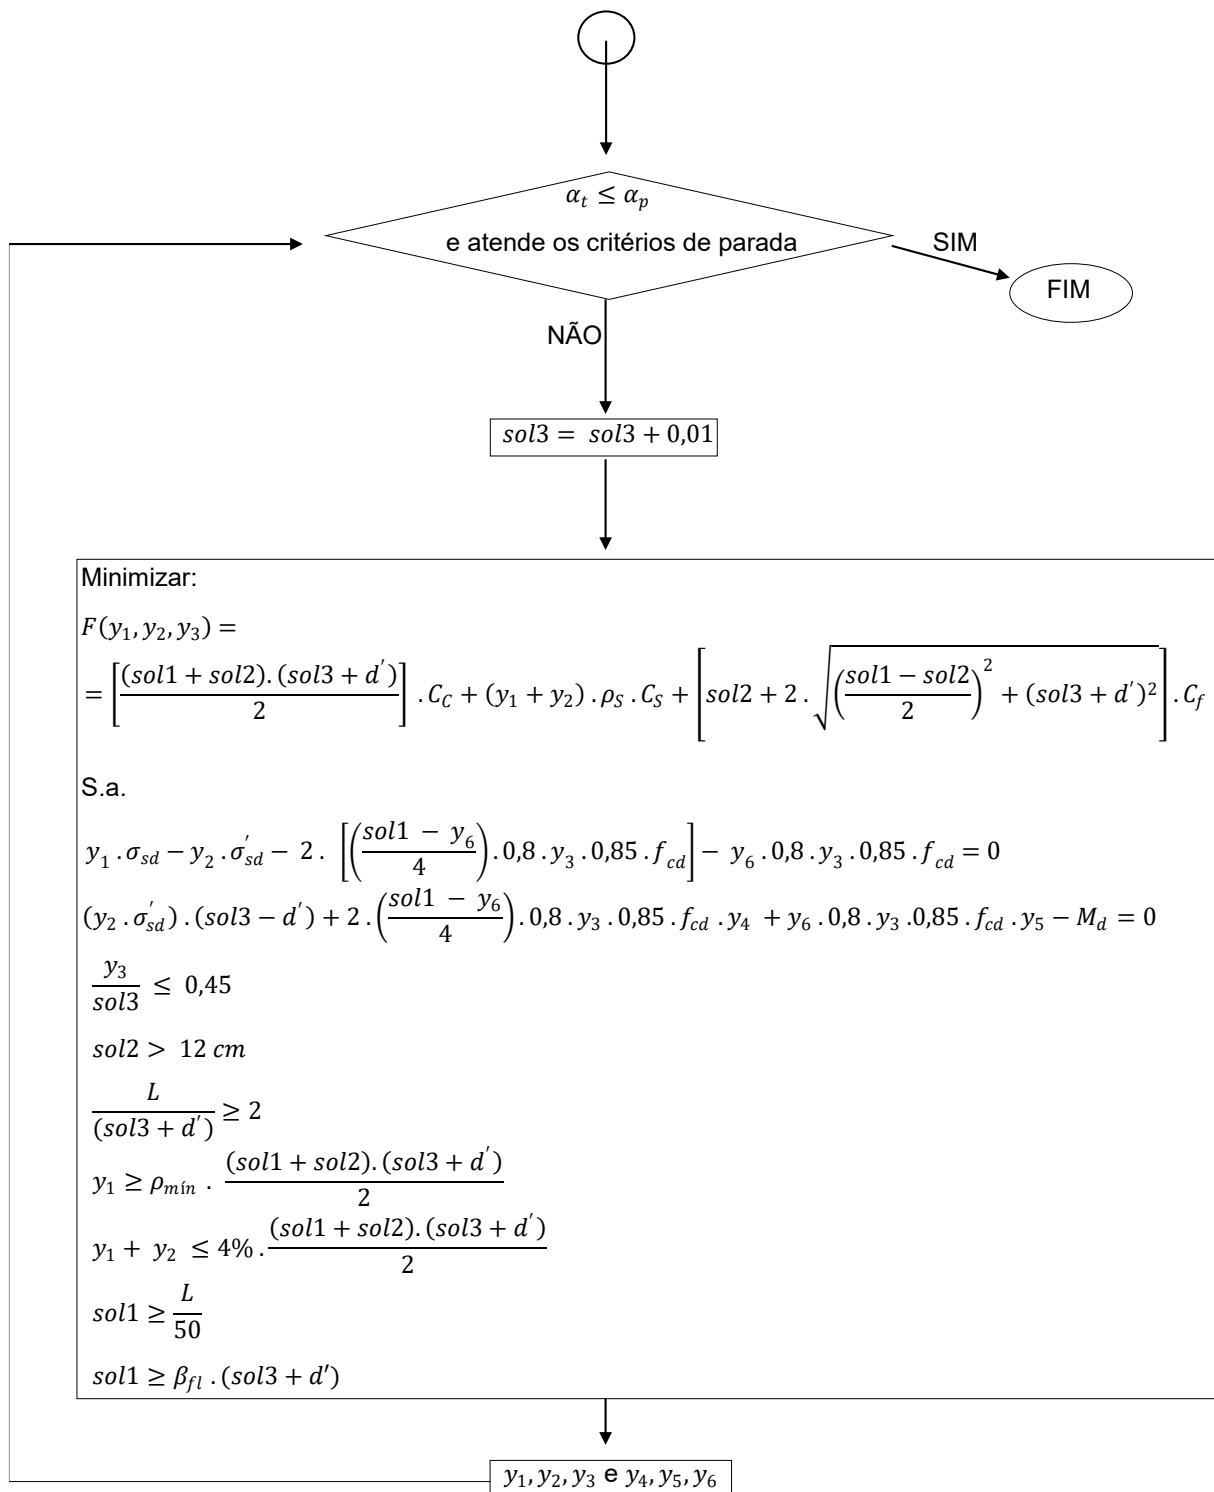 α_t ≤ α_p
e atende os critérios de parada
SIM
FIM
NÃO
sol3 = sol3 + 0,01
Minimizar:
F(y_1, y_2, y_3) =
= [((sol1 + sol2).(sol3 + d′))/2] . C_C + (y_1 + y_2) . ρ_S . C_S + [sol2 + 2 . √(((sol1 − sol2)/2)^2 + (sol3 + d′)^2)] . C_f
S.a.
y_1 . σ_sd − y_2 . σ′_sd − 2 . [((sol1 − y_6)/4) . 0,8 . y_3 . 0,85 . f_cd] − y_6 . 0,8 . y_3 . 0,85 . f_cd = 0
(y_2 . σ′_sd) . (sol3 − d′) + 2 . ((sol1 − y_6)/4) . 0,8 . y_3 . 0,85 . f_cd . y_4 + y_6 . 0,8 . y_3 . 0,85 . f_cd . y_5 − M_d = 0
y_3/sol3 ≤ 0,45
sol2 > 12 cm
L/(sol3 + d′) ≥ 2
y_1 ≥ ρ_mín . ((sol1 + sol2).(sol3 + d′))/2
y_1 + y_2 ≤ 4% . ((sol1 + sol2).(sol3 + d′))/2
sol1 ≥ L/50
sol1 ≥ β_fl . (sol3 + d′)
y_1, y_2, y_3 e y_4, y_5, y_6